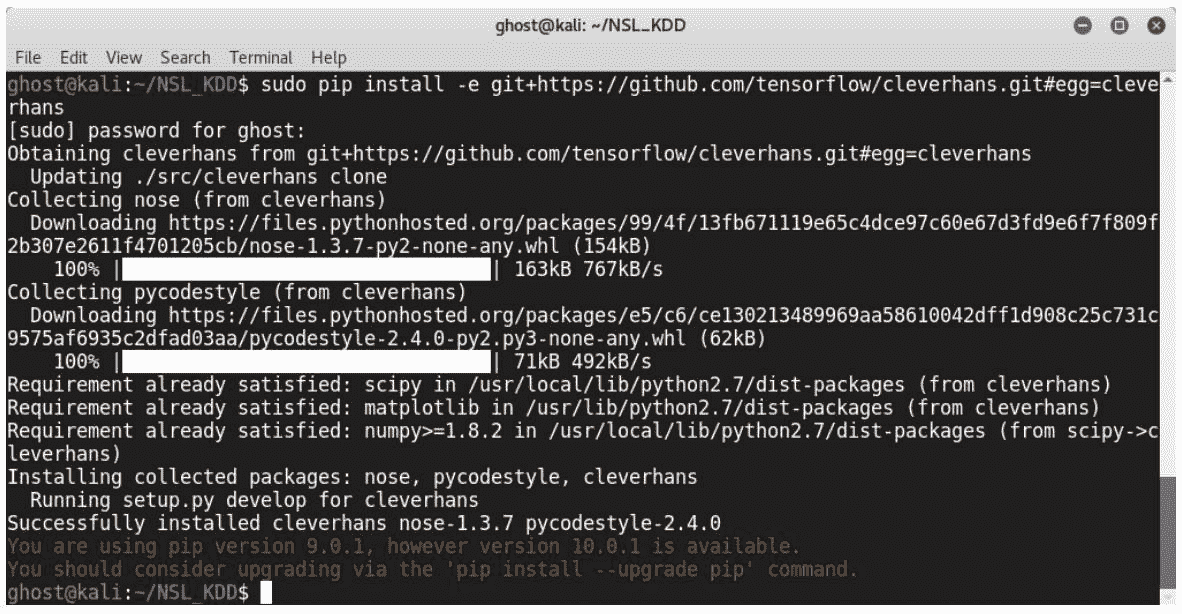 ghost@kali: ~/NSL_KDD
File Edit View Search Terminal Help
ghost@kali:~/NSL_KDD$ sudo pip install -e git+https://github.com/tensorflow/cleverhans.git#egg=cleve
rhans
[sudo] password for ghost:
Obtaining cleverhans from git+https://github.com/tensorflow/cleverhans.git#egg=cleverhans
  Updating ./src/cleverhans clone
Collecting nose (from cleverhans)
  Downloading https://files.pythonhosted.org/packages/99/4f/13fb671119e65c4dce97c60e67d3fd9e6f7f809f
2b307e2611f4701205cb/nose-1.3.7-py2-none-any.whl (154kB)
    100% |████████████████████████████████| 163kB 767kB/s
Collecting pycodestyle (from cleverhans)
  Downloading https://files.pythonhosted.org/packages/e5/c6/ce130213489969aa58610042dff1d908c25c731c
9575af6935c2dfad03aa/pycodestyle-2.4.0-py2.py3-none-any.whl (62kB)
    100% |████████████████████████████████| 71kB 492kB/s
Requirement already satisfied: scipy in /usr/local/lib/python2.7/dist-packages (from cleverhans)
Requirement already satisfied: matplotlib in /usr/lib/python2.7/dist-packages (from cleverhans)
Requirement already satisfied: numpy>=1.8.2 in /usr/local/lib/python2.7/dist-packages (from scipy->c
leverhans)
Installing collected packages: nose, pycodestyle, cleverhans
  Running setup.py develop for cleverhans
Successfully installed cleverhans nose-1.3.7 pycodestyle-2.4.0
You are using pip version 9.0.1, however version 10.0.1 is available.
You should consider upgrading via the 'pip install --upgrade pip' command.
ghost@kali:~/NSL_KDD$